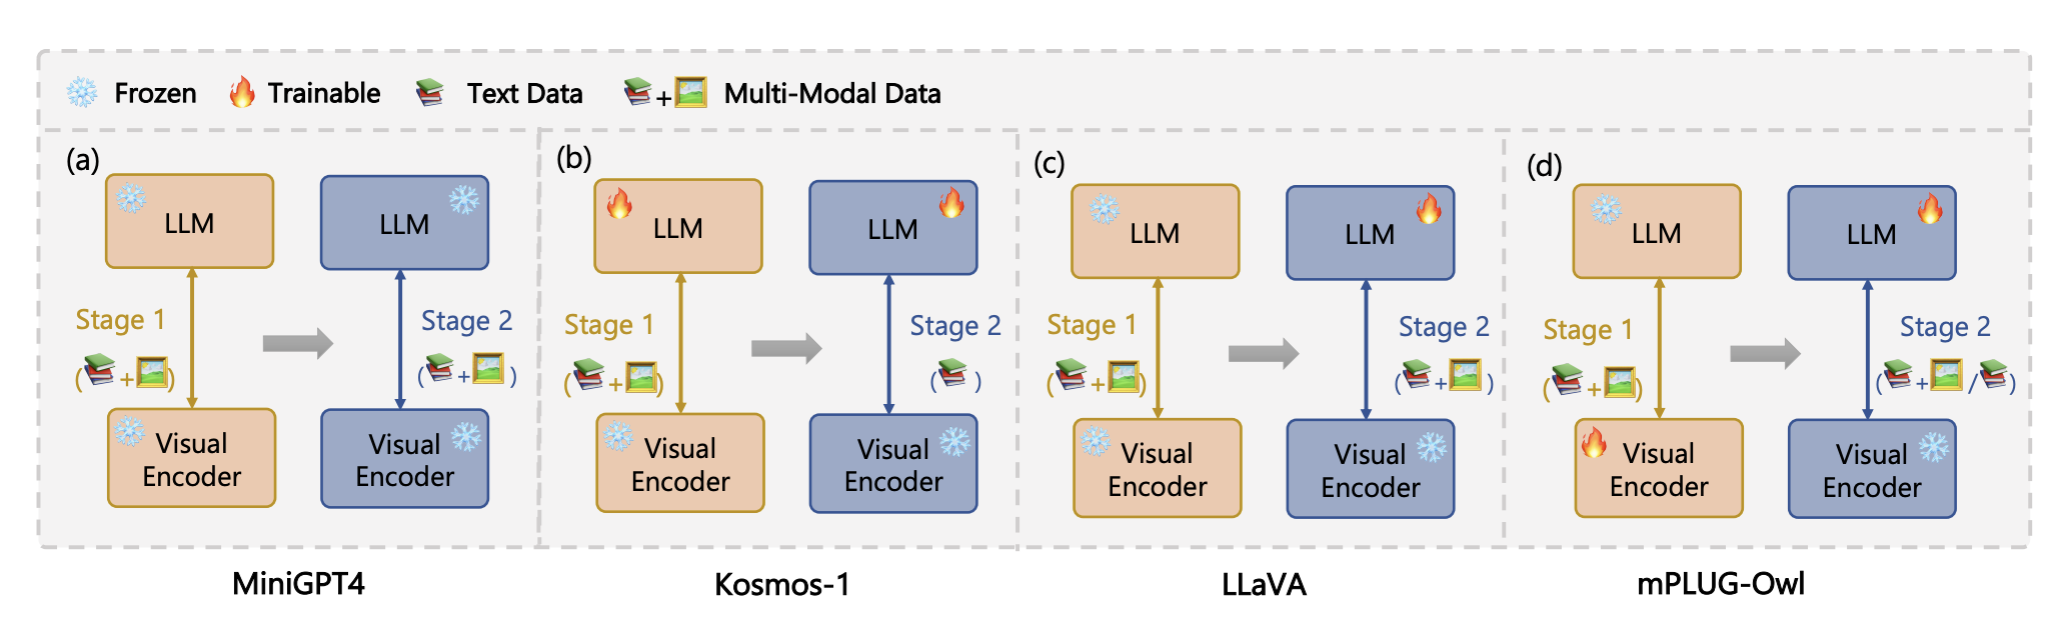 Frozen Trainable Text Data + Multi-Modal Data
(a) (b) (c) (d)
LLM LLM LLM LLM LLM LLM LLM LLM
Stage 1 Stage 2 Stage 1 Stage 2 Stage 1 Stage 2 Stage 1 Stage 2
(+) (+) (+) () (+) (+) (+) (+/)
Visual Visual Visual Visual Visual Visual Visual Visual
Encoder Encoder Encoder Encoder Encoder Encoder Encoder Encoder
MiniGPT4 Kosmos-1 LLaVA mPLUG-Owl